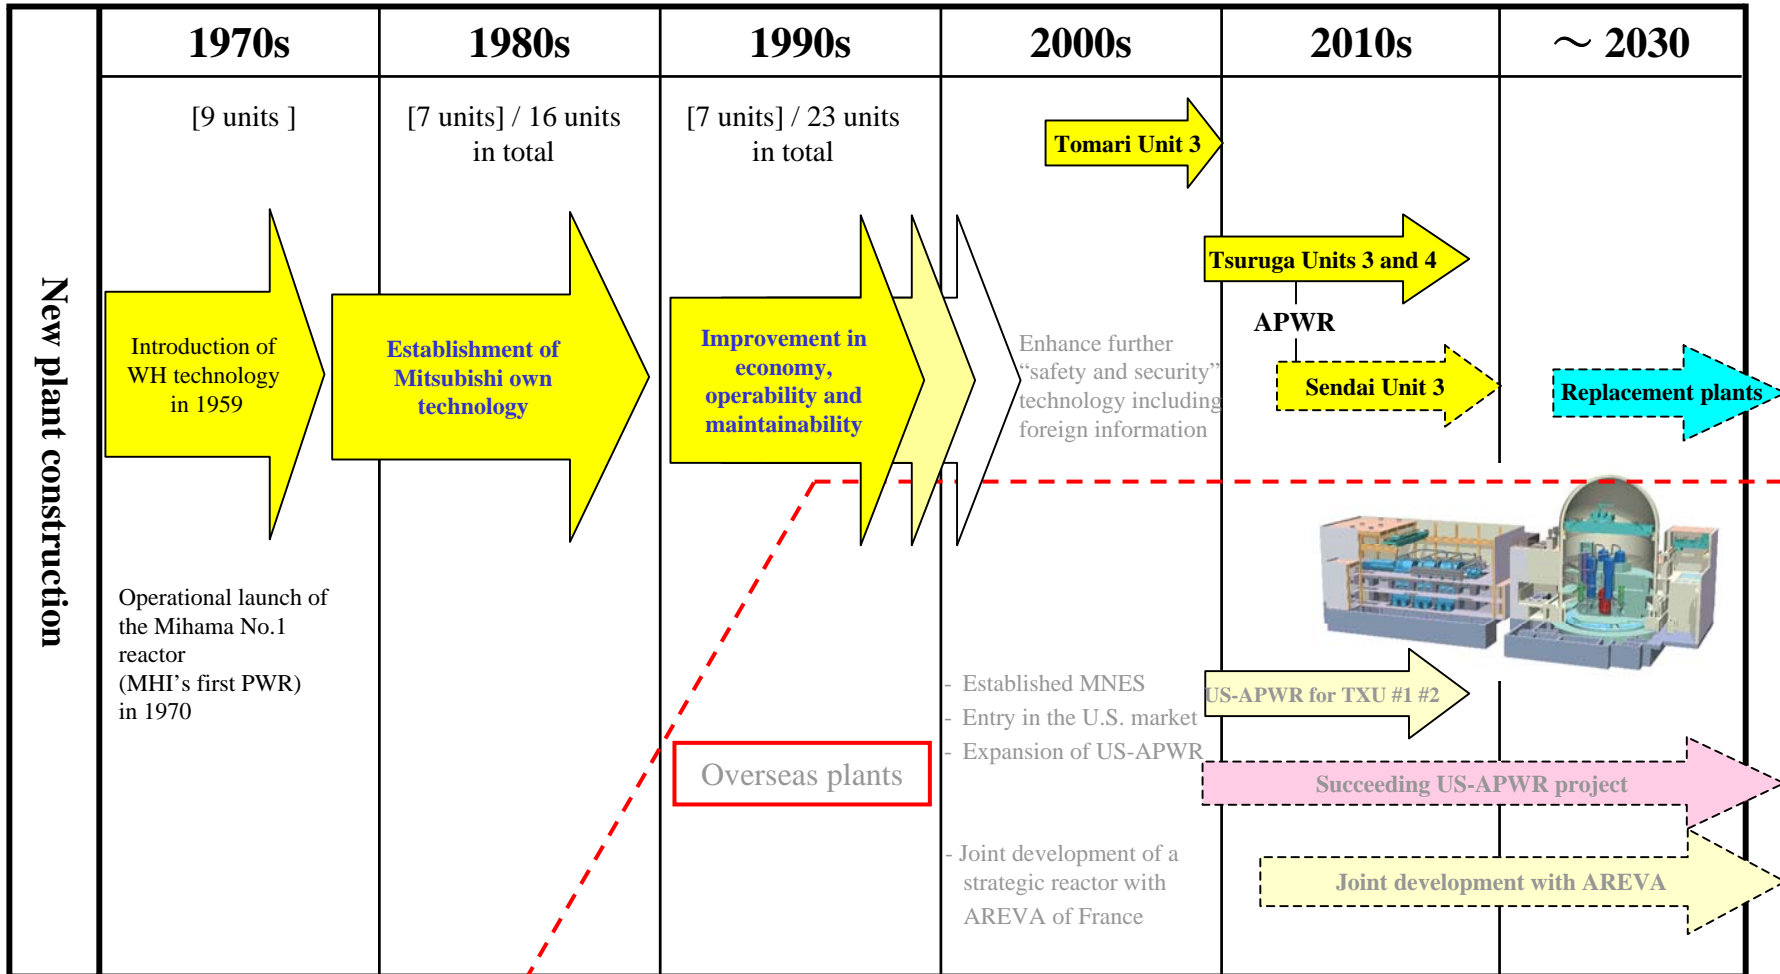 1970s
1980s
1990s
2000s
2010s
～ 2030
New plant construction
[9 units ]
[7 units] / 16 units
in total
[7 units] / 23 units
in total
Tomari Unit 3
Tsuruga Units 3 and 4
APWR
Sendai Unit 3
Replacement plants
Introduction of
WH technology
in 1959
Establishment of
Mitsubishi own
technology
Improvement in
economy,
operability and
maintainability
Enhance further
“safety and security”
technology including
foreign information
Operational launch of
the Mihama No.1
reactor
(MHI’s first PWR)
in 1970
Overseas plants
- Established MNES
- Entry in the U.S. market
- Expansion of US-APWR
- Joint development of a
strategic reactor with
AREVA of France
US-APWR for TXU #1 #2
Succeeding US-APWR project
Joint development with AREVA